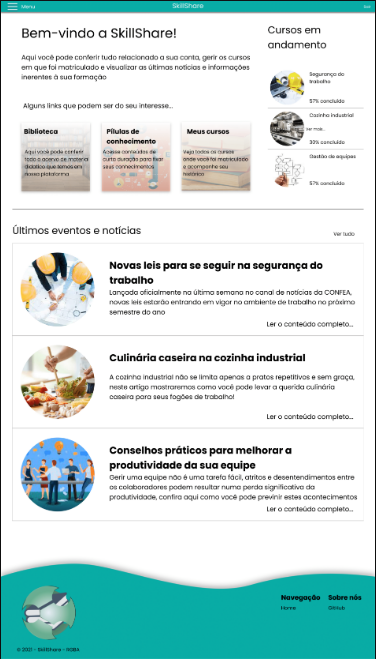 Menu
SkillShare
Sair
Bem-vindo a SkillShare!
Aqui você pode conferir tudo relacionado a sua conta, gerir os cursos
em que foi matriculado e visualizar as últimas notícias e informações
inerentes à sua formação
Alguns links que podem ser do seu interesse...
Biblioteca
Aqui você pode conferir
todo o acervo de material
didático que temos em
nossa plataforma
Pílulas de
conhecimento
Acesse conteúdos de
curta duração para fixar
seus conhecimentos
Meus cursos
Veja todos os cursos
onde você foi matriculado
e acompanhe seu
histórico
Cursos em
andamento
Segurança do
trabalho
57% concluído
Cozinha industrial
ver mais...
30% concluído
Gestão de equipes
57% concluído
Últimos eventos e notícias
Ver tudo
Novas leis para se seguir na segurança do
trabalho
Lançada oficialmente na última semana no canal de notícias da CONFEA,
novas leis estarão entrando em vigor no ambiente de trabalho no próximo
semestre do ano
Ler o conteúdo completo...
Culinária caseira na cozinha industrial
A cozinha industrial não se limita apenas a pratos repetitivos e sem graça,
neste artigo mostraremos como você pode levar a querida culinária
caseira para seus fogões de trabalho!
Ler o conteúdo completo...
Conselhos práticos para melhorar a
produtividade da sua equipe
Gerir uma equipe não é uma tarefa fácil, atritos e desentendimentos entre
os colaboradores podem resultar numa perda significativa da
produtividade, confira aqui como você pode previnir estes acontecimentos
Ler o conteúdo completo...
Navegação
Home
Sobre nós
GitHub
© 2021 - SkillShare -